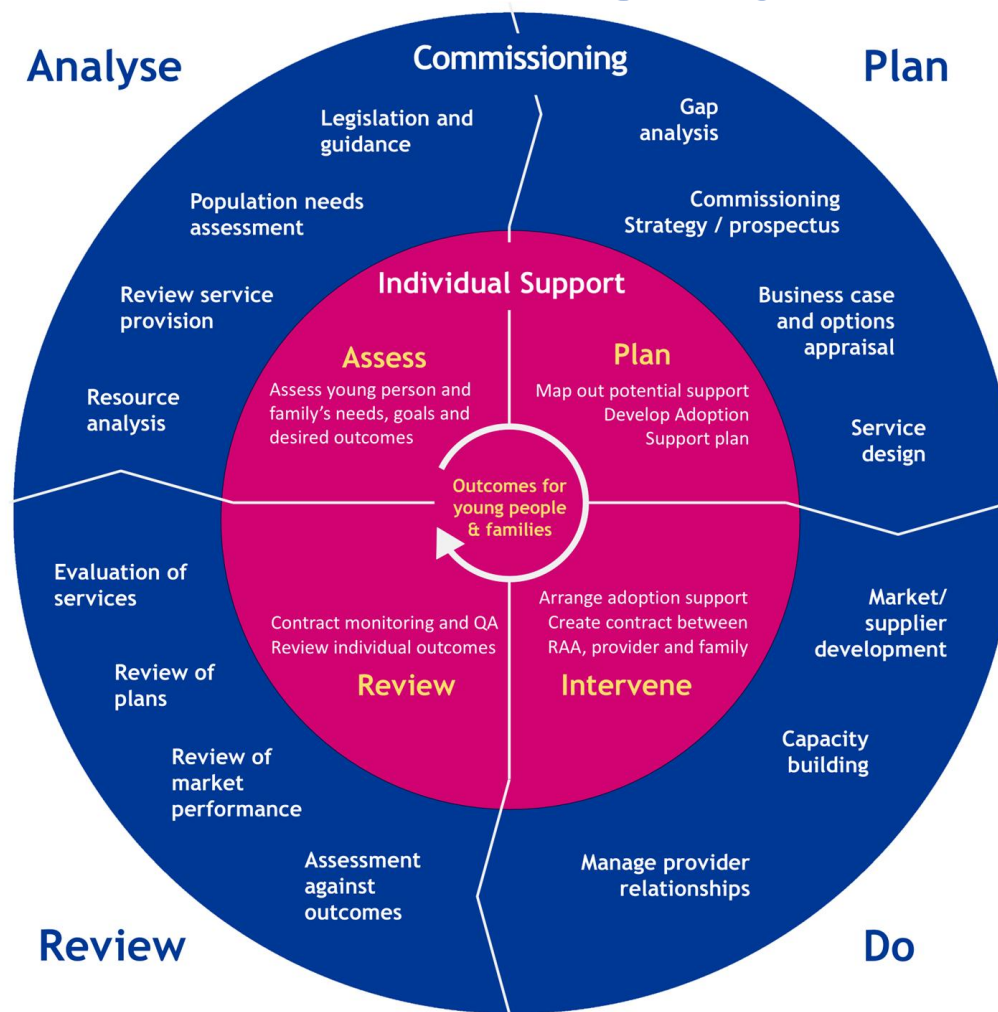 Analyse
Commissioning
Plan
Legislation and
guidance
Gap
analysis
Population needs
assessment
Commissioning
Strategy / prospectus
Review service
provision
Business case
and options
appraisal
Resource
analysis
Service
design
Individual Support
Assess
Assess young person and
family's needs, goals and
desired outcomes
Plan
Map out potential support
Develop Adoption
Support plan
Outcomes for
young people
& families
Contract monitoring and QA
Review individual outcomes
Review
Arrange adoption support
Create contract between
RAA, provider and family
Intervene
Evaluation of
services
Market/
supplier
development
Review of
plans
Capacity
building
Review of
market
performance
Assessment
against
outcomes
Manage provider
relationships
Review
Do